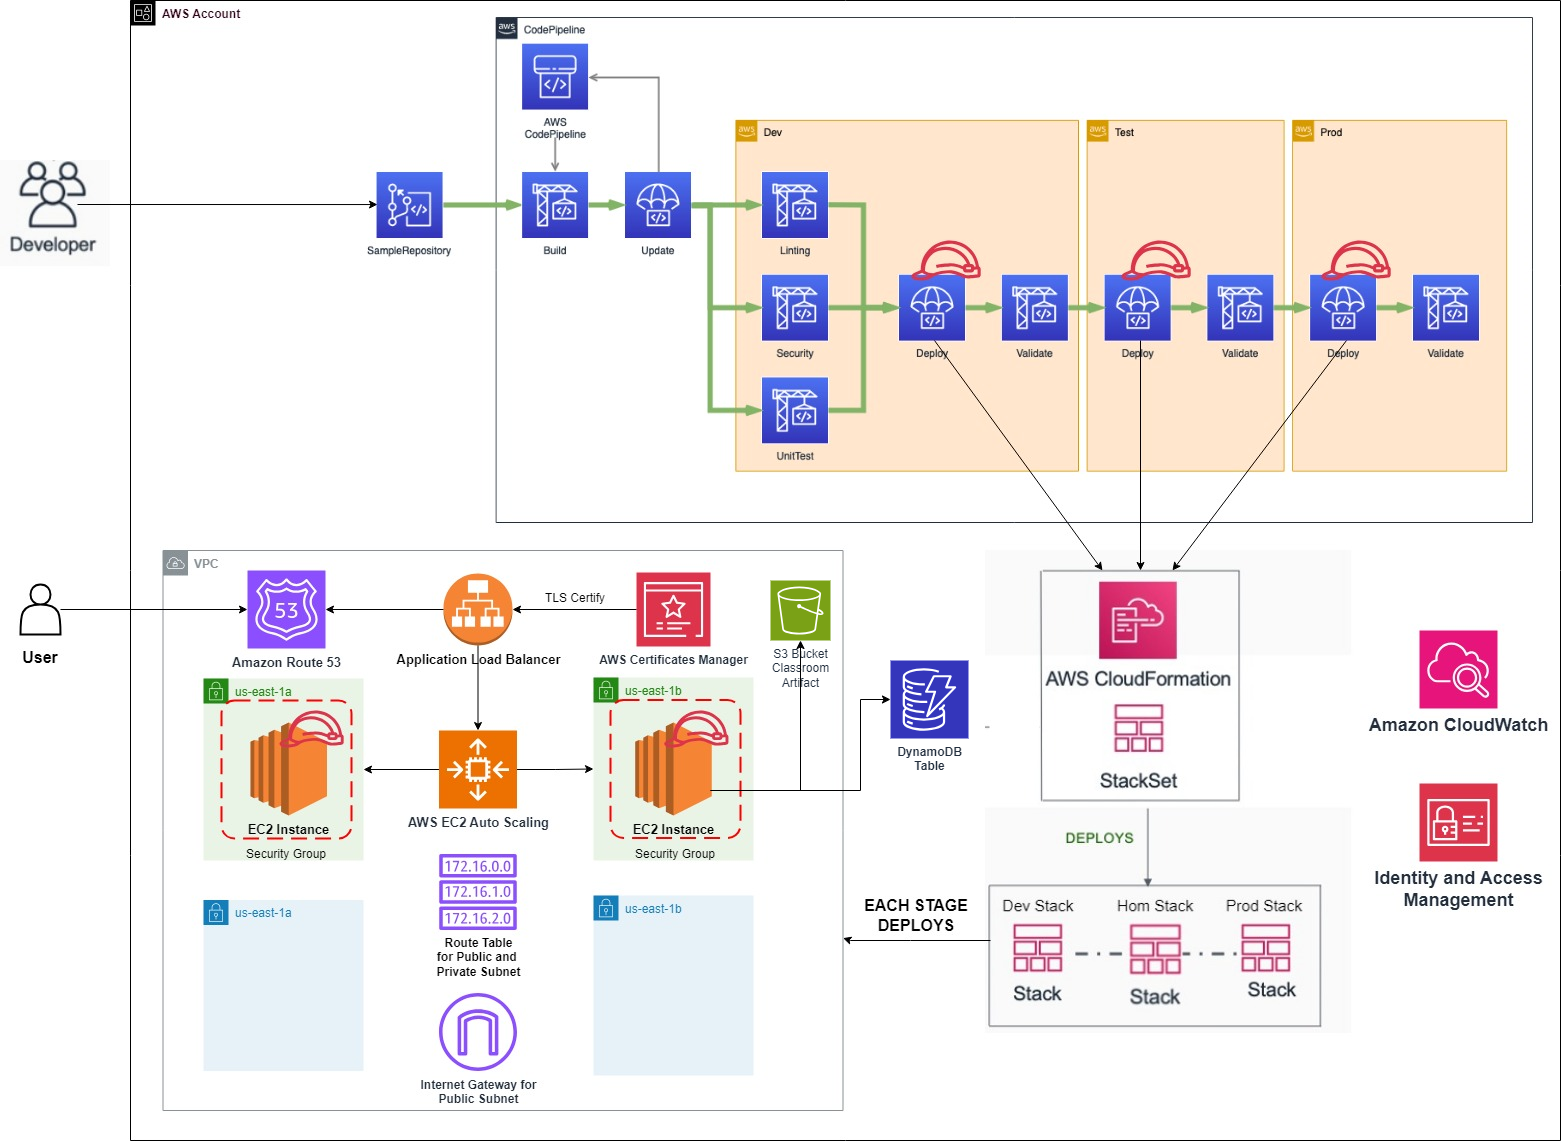 AWS Account
aws
CodePipeline
AWS
CodePipeline
aws
Dev
aws
Test
aws
Prod
Developer
SampleRepository
Build
Update
Linting
Security
Deploy
Validate
Deploy
Validate
Deploy
Validate
UnitTest
VPC
53
TLS Certify
User
Amazon Route 53
Application Load Balancer
AWS Certificates Manager
S3 Bucket
Classroom
Artifact
us-east-1a
us-east-1b
EC2 Instance
Security Group
AWS EC2 Auto Scaling
EC2 Instance
Security Group
DynamoDB
Table
AWS CloudFormation
StackSet
Amazon CloudWatch
DEPLOYS
Identity and Access
Management
172.16.0.0
172.16.1.0
172.16.2.0
Route Table
for Public and
Private Subnet
us-east-1a
us-east-1b
EACH STAGE
DEPLOYS
Dev Stack
Hom Stack
Prod Stack
Stack
Stack
Stack
Internet Gateway for
Public Subnet